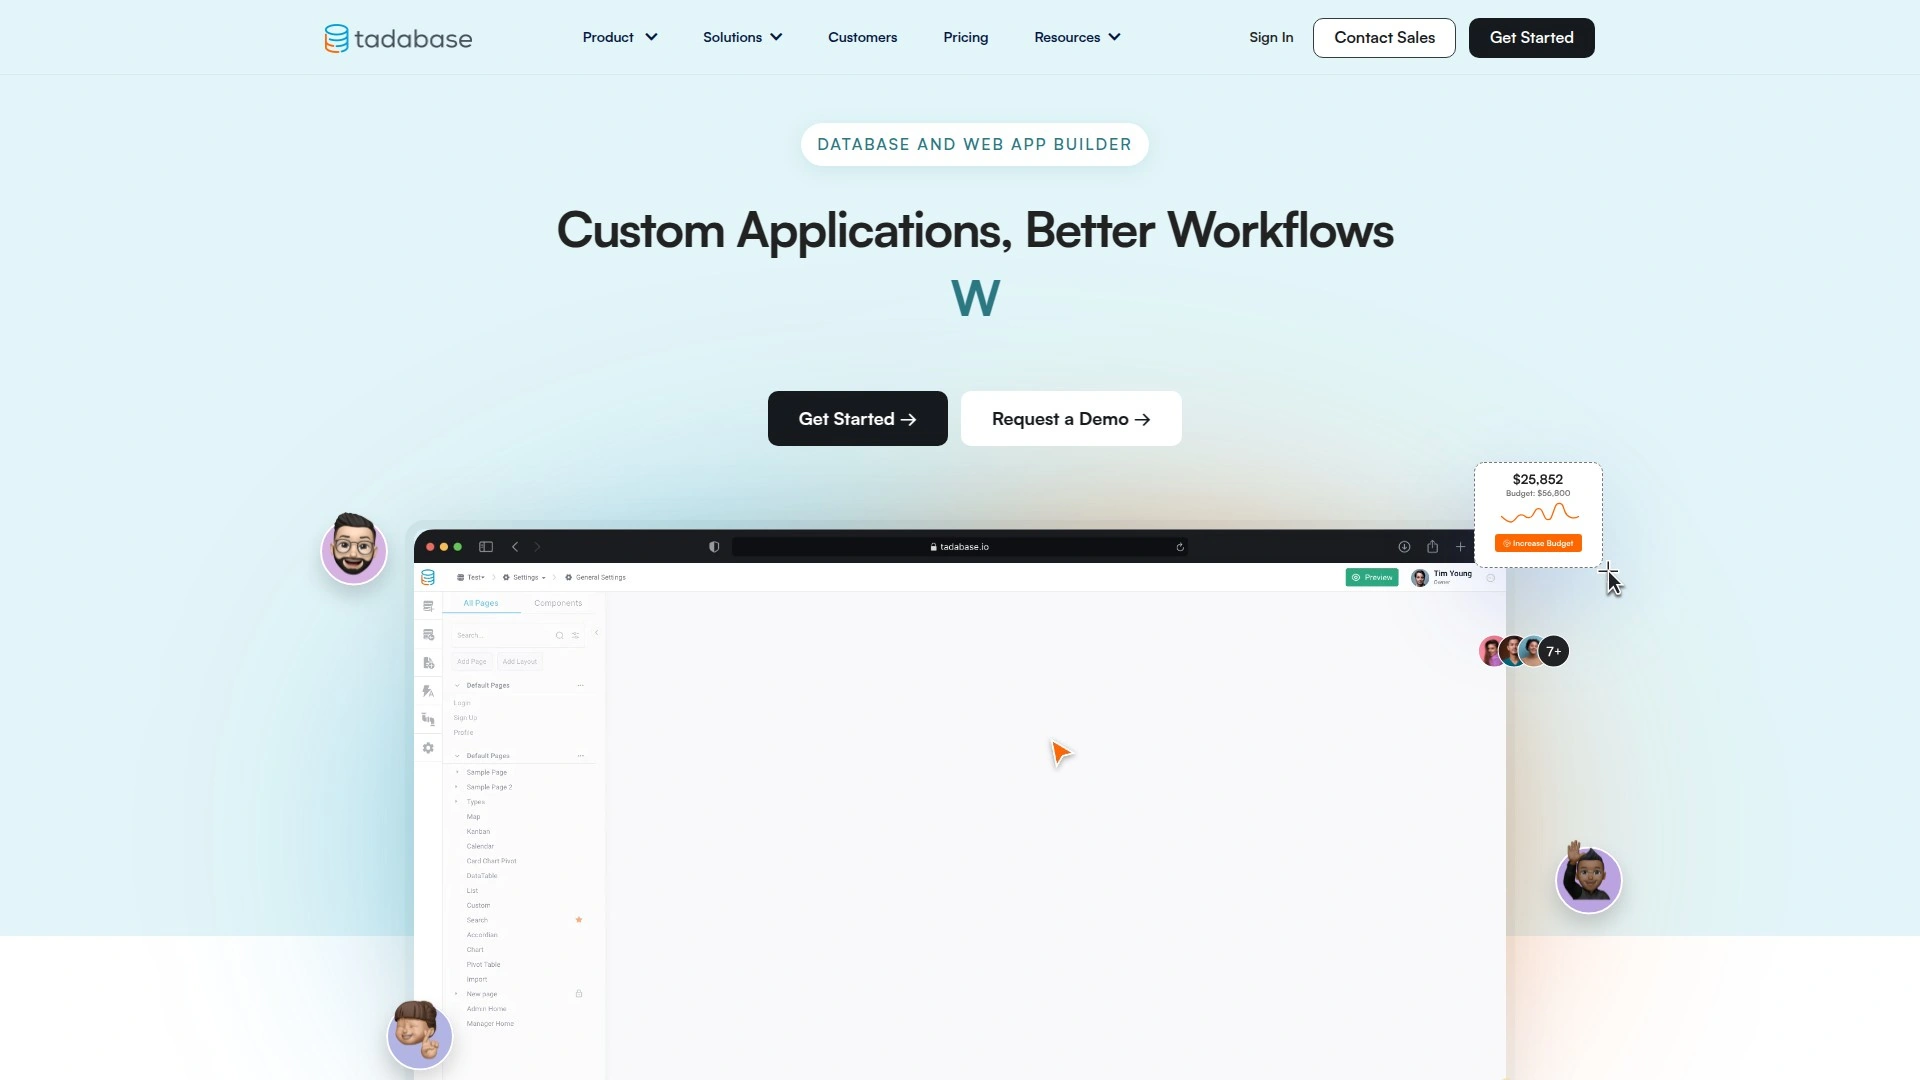 tadabase
Product
Solutions
Customers
Pricing
Resources
Sign In
Contact Sales
Get Started
DATABASE AND WEB APP BUILDER
Custom Applications, Better Workflows
W
Get Started →
Request a Demo →
$25,852
Budget: $56,800
Increase Budget
tadabase.io
Test
Settings
General Settings
Preview
Tim Young
Owner
All Pages
Components
Search...
Add Page
Add Layout
Default Pages
Login
Sign Up
Profile
Default Pages
Sample Page
Sample Page 2
Types
Map
Kanban
Calendar
Card Chart Pivot
DataTable
List
Custom
Search
Accordian
Chart
Pivot Table
Import
New page
Admin Home
Manager Home
7+